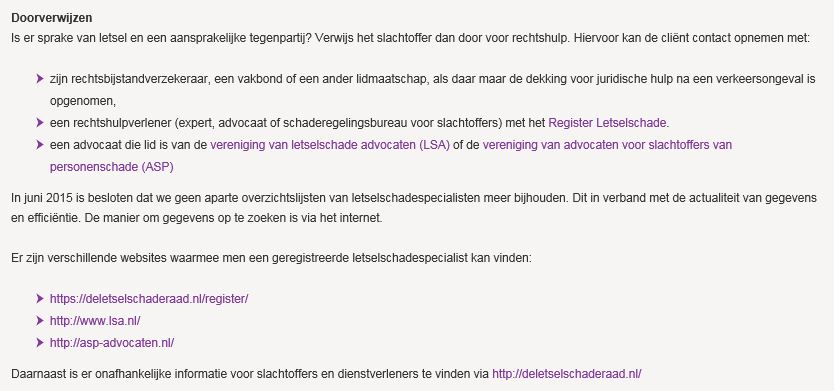 Doorverwijzen
Is er sprake van letsel en een aansprakelijke tegenpartij? Verwijs het slachtoffer dan door voor rechtshulp. Hiervoor kan de cliënt contact opnemen met:
zijn rechtsbijstandverzekeraar, een vakbond of een ander lidmaatschap, als daar maar de dekking voor juridische hulp na een verkeersongeval is
opgenomen,
een rechtshulpverlener (expert, advocaat of schaderegelingsbureau voor slachtoffers) met het Register Letselschade.
een advocaat die lid is van de vereniging van letselschade advocaten (LSA) of de vereniging van advocaten voor slachtoffers van
personenschade (ASP)
In juni 2015 is besloten dat we geen aparte overzichtslijsten van letselschadespecialisten meer bijhouden. Dit in verband met de actualiteit van gegevens
en efficiëntie. De manier om gegevens op te zoeken is via het internet.
Er zijn verschillende websites waarmee men een geregistreerde letselschadespecialist kan vinden:
https://deletselschaderaad.nl/register/
http://www.lsa.nl/
http://asp-advocaten.nl/
Daarnaast is er onafhankelijke informatie voor slachtoffers en dienstverleners te vinden via http://deletselschaderaad.nl/